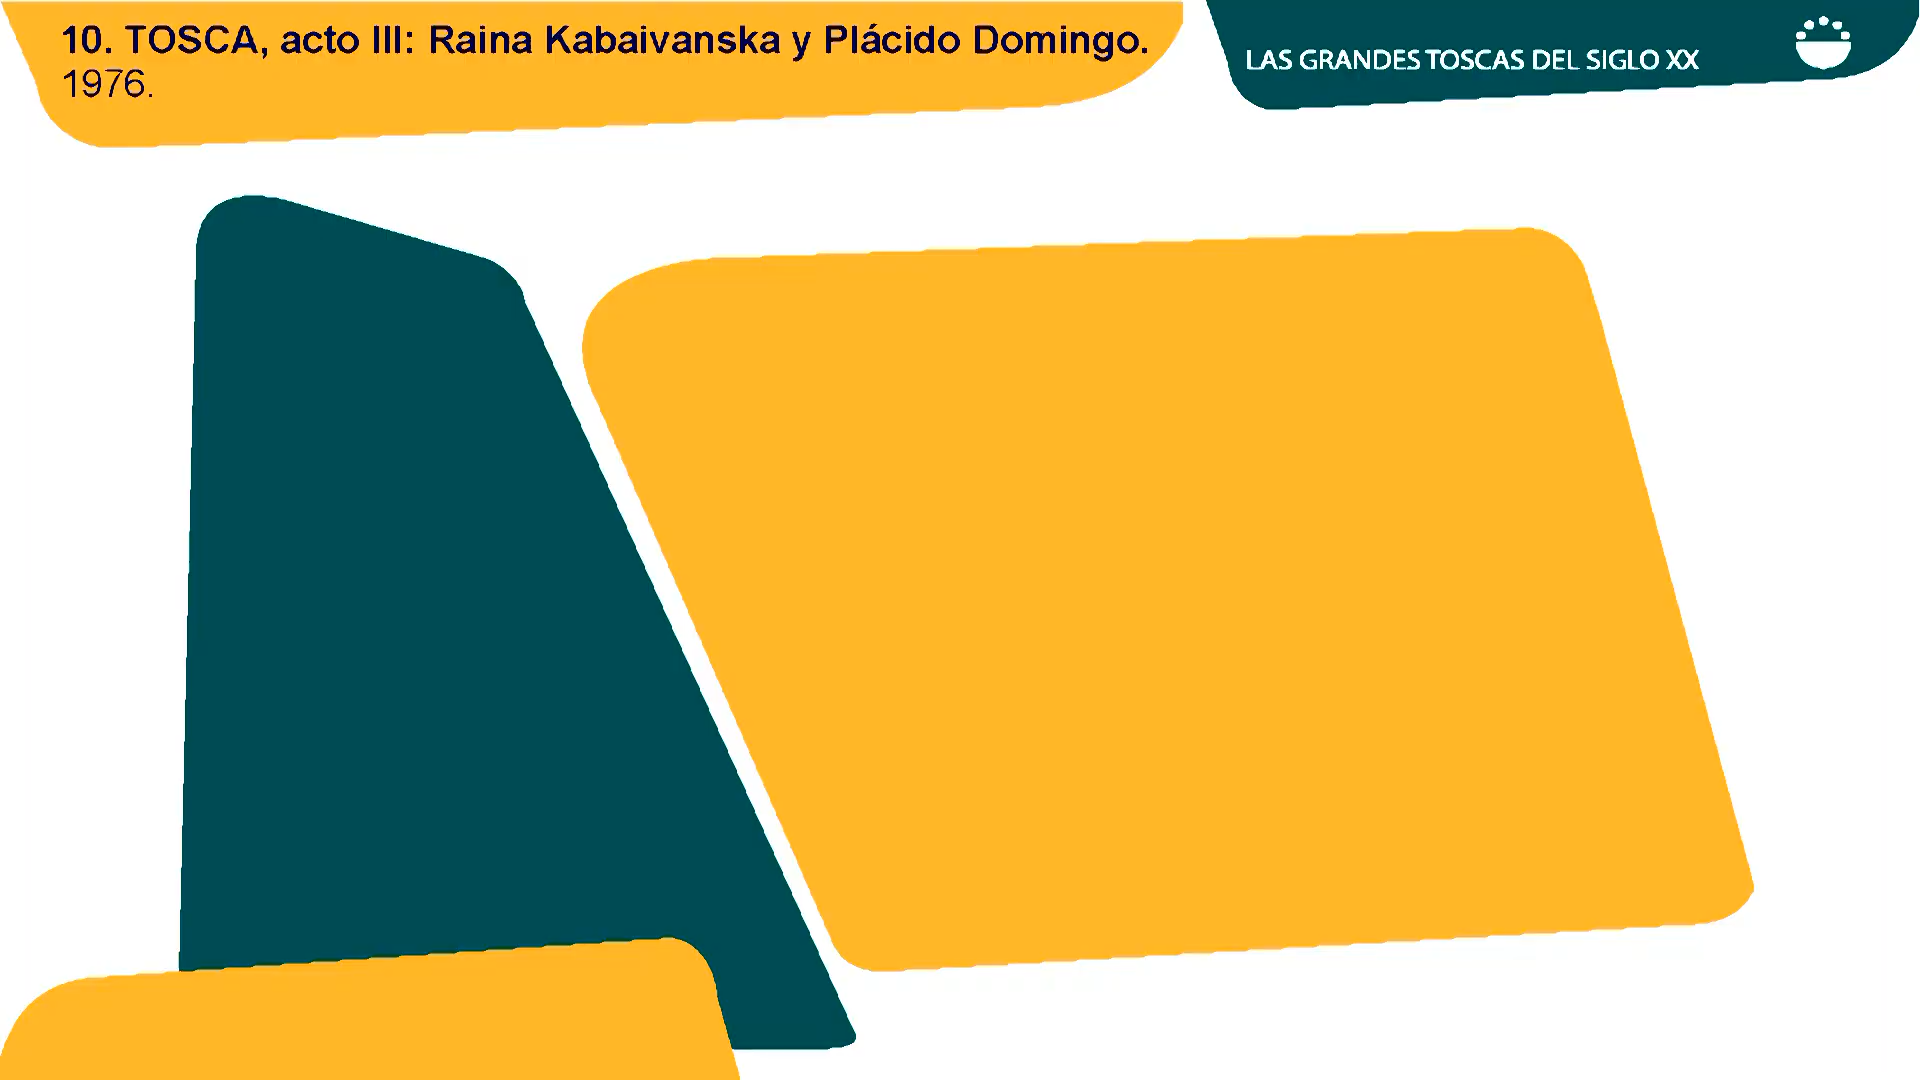 10. TOSCA, acto III: Raina Kabaivanska y Plácido Domingo.
1976.
LAS GRANDES TOSCAS DEL SIGLO XX